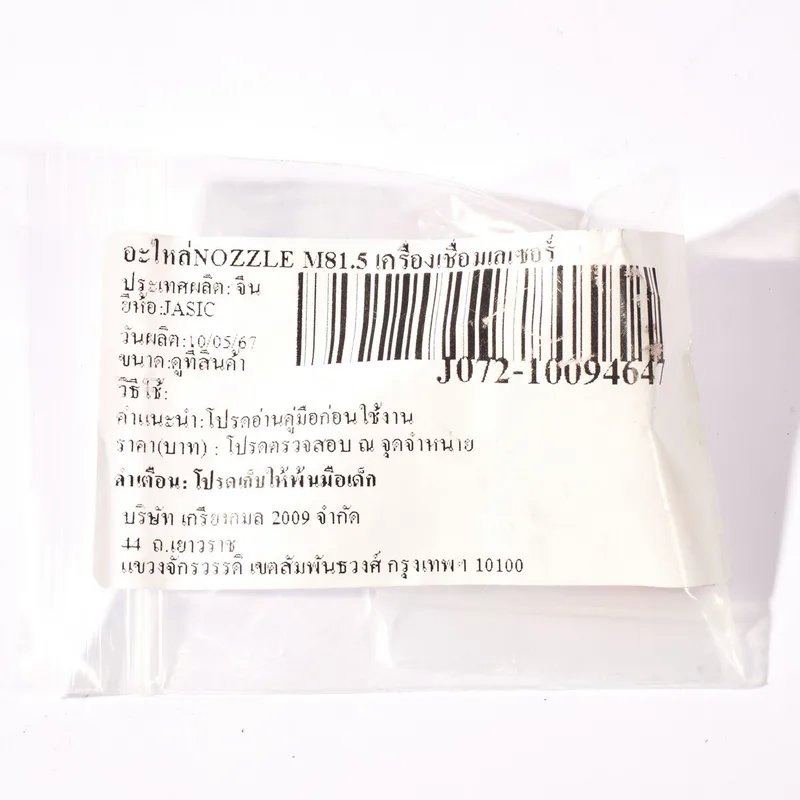 อะไหล่NOZZLE M81.5 เครื่องเชื่อมเลเซอร์
ประเทศผลิต: จีน
ยี่ห้อ:JASIC
วันผลิต:10/05/67
ขนาด:ดูที่สินค้า
J072-10094647
วิธีใช้:
คำแนะนำ:โปรดอ่านคู่มือก่อนใช้งาน
ราคา(บาท) : โปรดตรวจสอบ ณ จุดจำหน่าย
คำเตือน: โปรดเก็บให้พ้นมือเด็ก
บริษัท เกรียงกมล 2009 จำกัด
44 ถ.เยาวราช
แขวงจักรวรรดิ เขตสัมพันธวงศ์ กรุงเทพฯ 10100